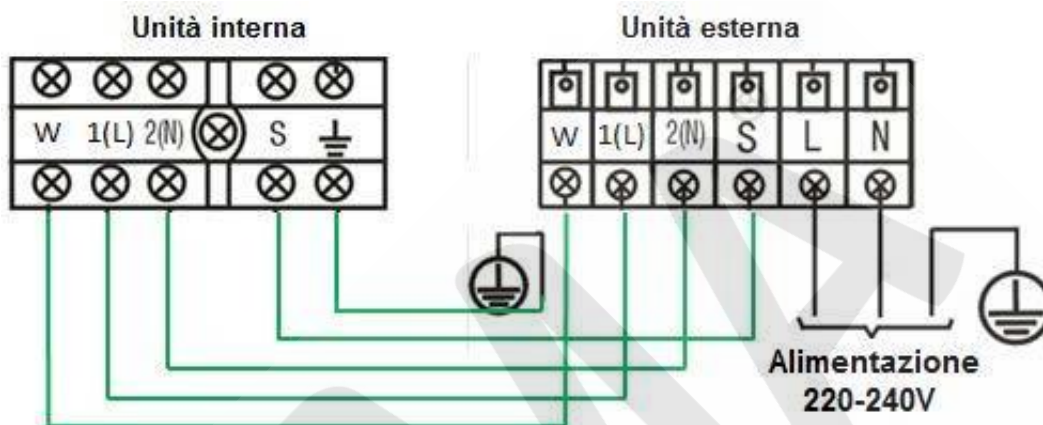 Unità interna
Unità esterna
W 1(L) 2(N) S
W 1(L) 2(N) S L N
Alimentazione
220-240V